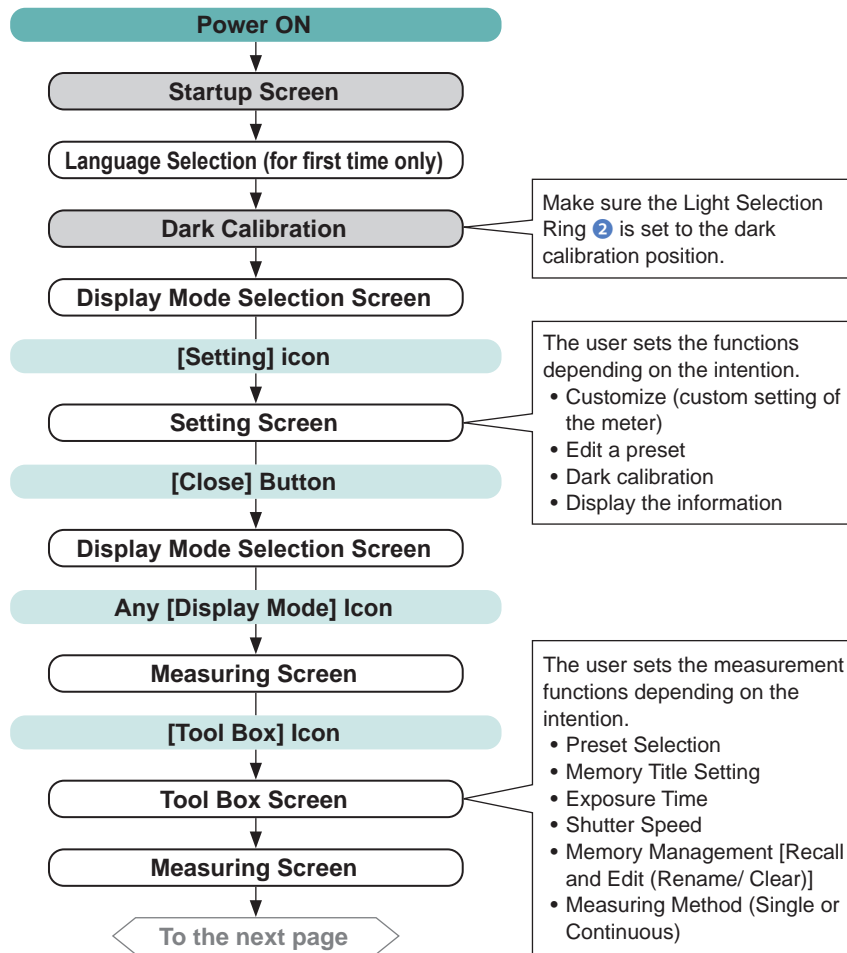 Power ON
Startup Screen
Language Selection (for first time only)
Dark Calibration
Make sure the Light Selection
Ring 2 is set to the dark
calibration position.
Display Mode Selection Screen
[Setting] icon
Setting Screen
The user sets the functions
depending on the intention.
• Customize (custom setting of
the meter)
• Edit a preset
• Dark calibration
• Display the information
[Close] Button
Display Mode Selection Screen
Any [Display Mode] Icon
Measuring Screen
[Tool Box] Icon
Tool Box Screen
The user sets the measurement
functions depending on the
intention.
• Preset Selection
• Memory Title Setting
• Exposure Time
• Shutter Speed
• Memory Management [Recall
and Edit (Rename/ Clear)]
• Measuring Method (Single or
Continuous)
Measuring Screen
To the next page